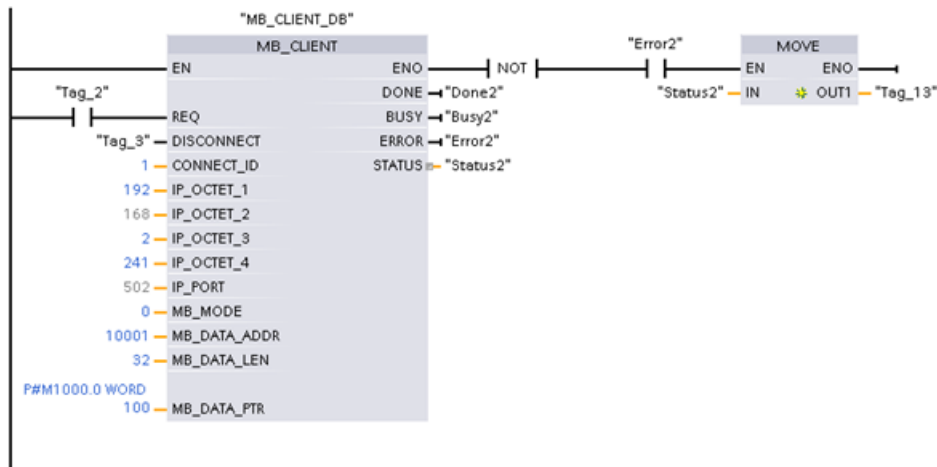 "MB_CLIENT_DB"
MB_CLIENT
"Error2"
MOVE
EN ENO NOT EN ENO
"Tag_2" DONE "Done2" "Status2" IN OUT1 "Tag_13"
REQ BUSY "Busy2"
"Tag_3" DISCONNECT ERROR "Error2"
1 CONNECT_ID STATUS "Status2"
192 IP_OCTET_1
168 IP_OCTET_2
2 IP_OCTET_3
241 IP_OCTET_4
502 IP_PORT
0 MB_MODE
10001 MB_DATA_ADDR
32 MB_DATA_LEN
P#M1000.0 WORD
100 MB_DATA_PTR